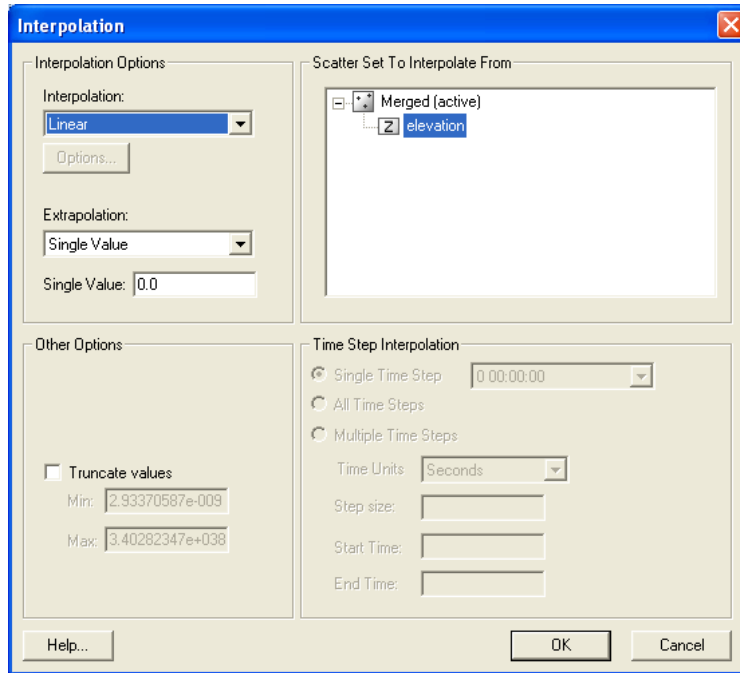 Interpolation
Interpolation Options
Interpolation:
Linear
Options...
Extrapolation:
Single Value
Single Value: 0.0
Scatter Set To Interpolate From
Merged (active)
Z elevation
Other Options
Truncate values
Min: 2.93370587e-009
Max: 3.40282347e+038
Time Step Interpolation
Single Time Step 0 00:00:00
All Time Steps
Multiple Time Steps
Time Units Seconds
Step size:
Start Time:
End Time:
Help... OK Cancel